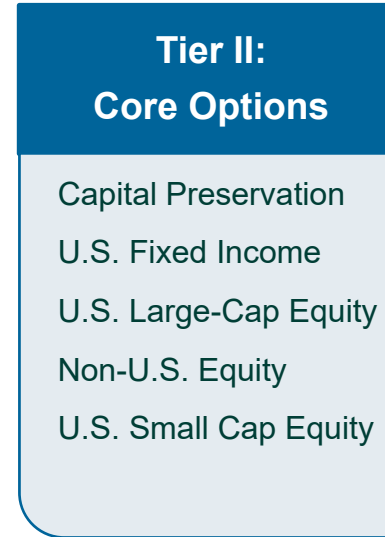 Tier II:
Core Options
Capital Preservation
U.S. Fixed Income
U.S. Large-Cap Equity
Non-U.S. Equity
U.S. Small Cap Equity